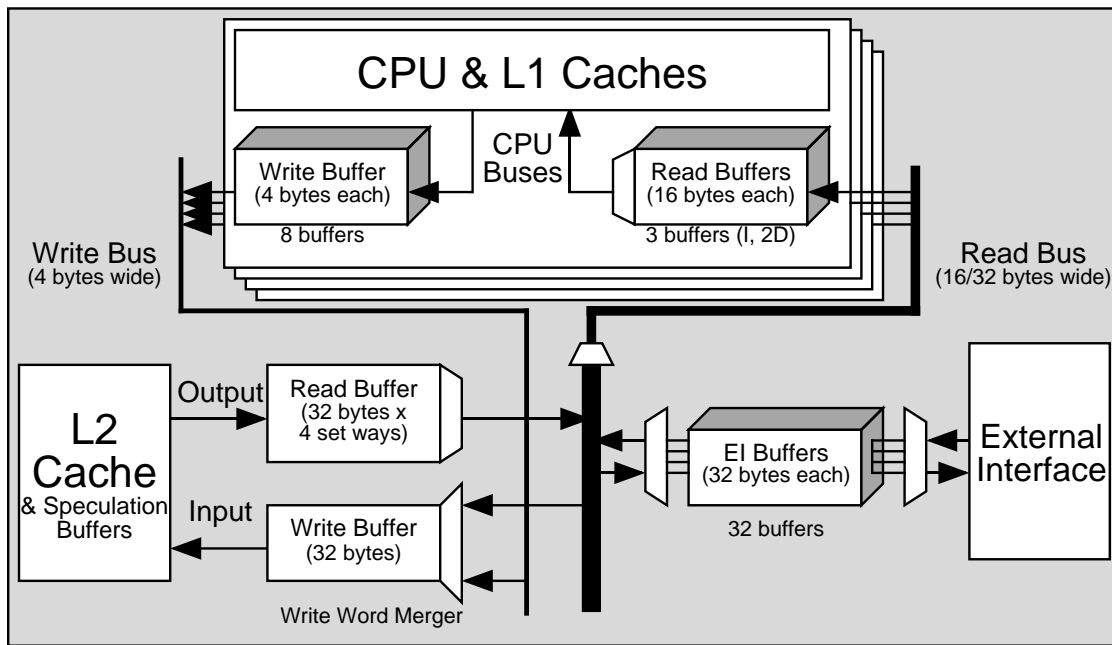 CPU & L1 Caches
Write Buffer
(4 bytes each)
8 buffers
CPU
Buses
Read Buffers
(16 bytes each)
3 buffers (I, 2D)
Write Bus
(4 bytes wide)
Read Bus
(16/32 bytes wide)
L2
Cache
& Speculation
Buffers
Output
Read Buffer
(32 bytes x
4 set ways)
Input
Write Buffer
(32 bytes)
Write Word Merger
EI Buffers
(32 bytes each)
32 buffers
External
Interface